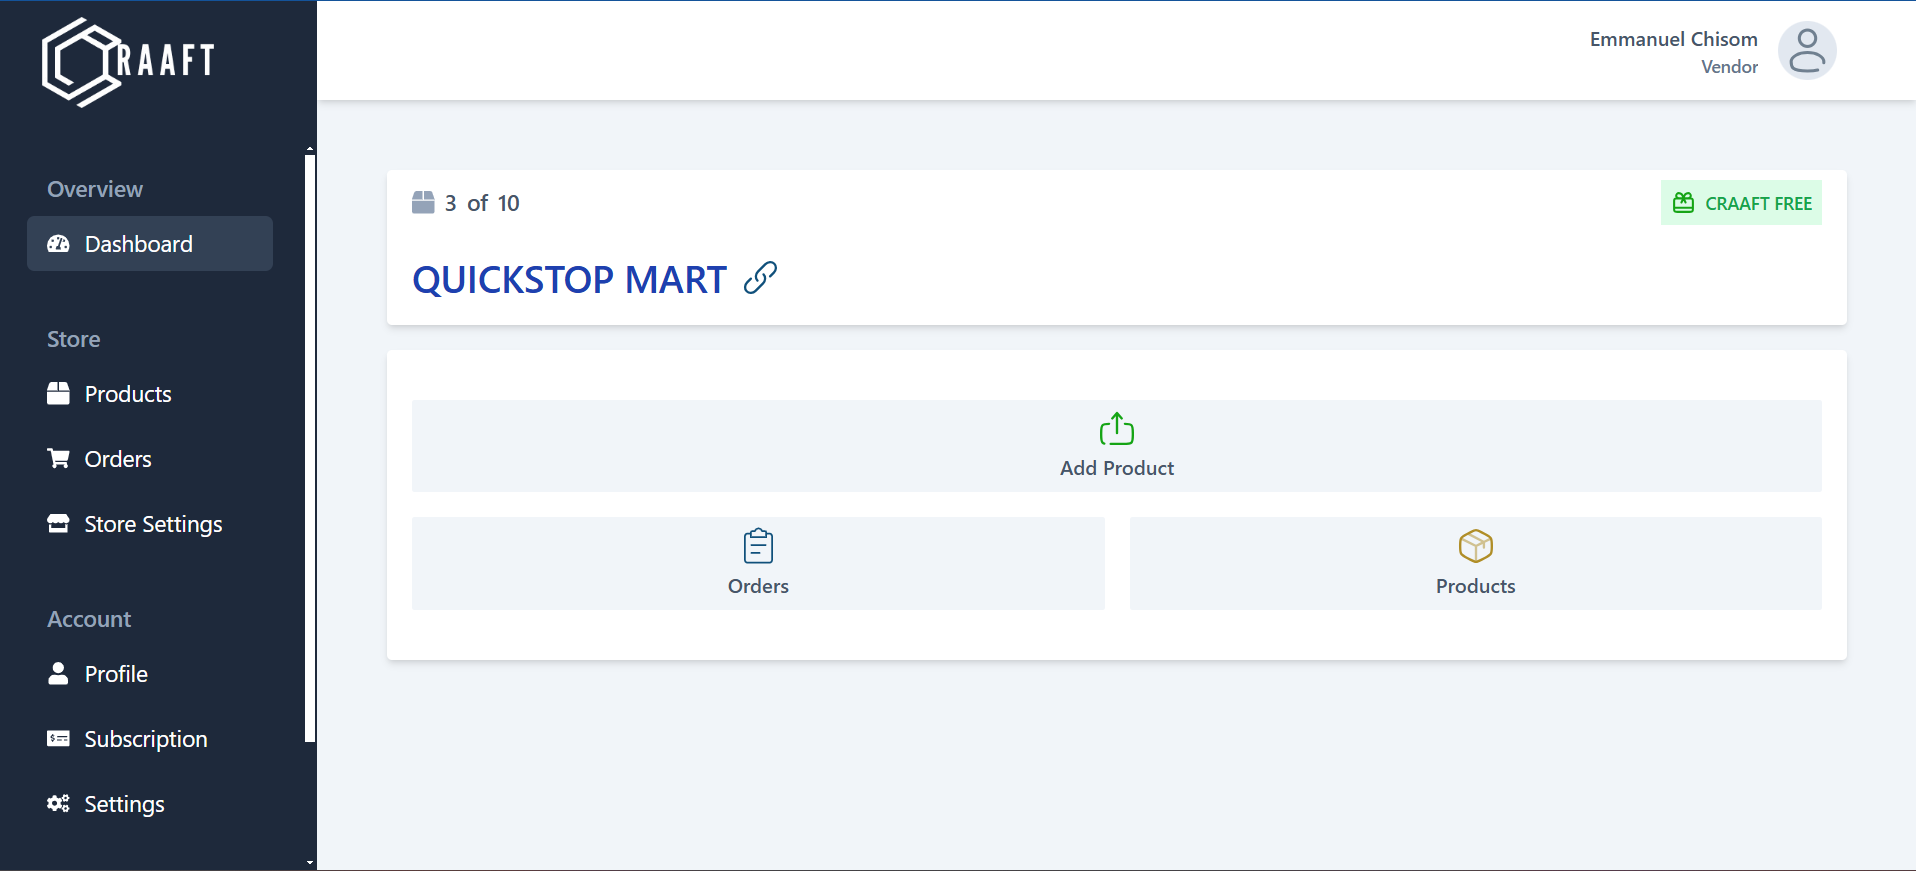 CRAAFT
Overview
Dashboard
Store
Products
Orders
Store Settings
Account
Profile
Subscription
Settings
Emmanuel Chisom
Vendor
3 of 10
CRAAFT FREE
QUICKSTOP MART
Add Product
Orders
Products